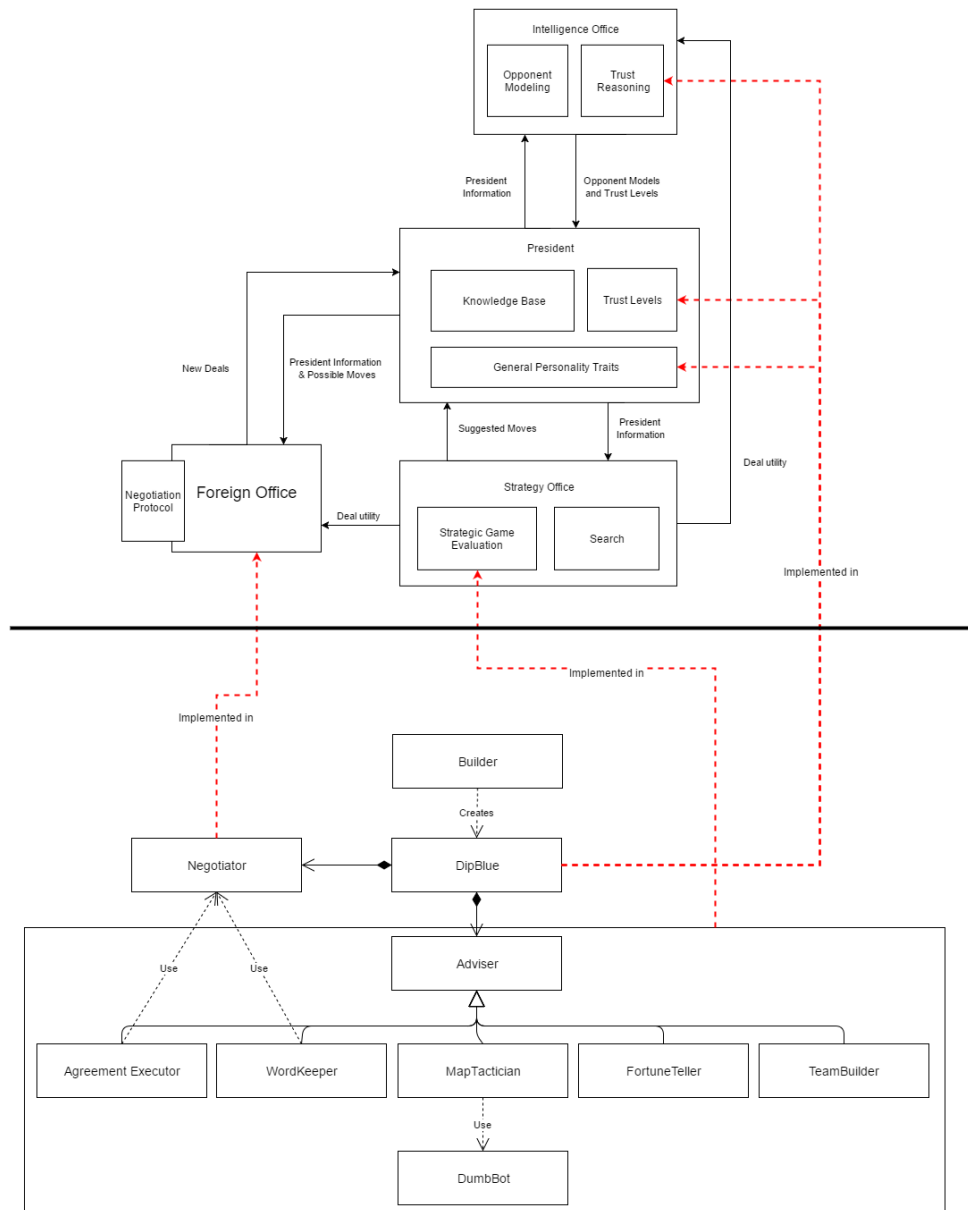 Intelligence Office
Opponent
Modeling
Trust
Reasoning
President
Information
Opponent Models
and Trust Levels
President
Knowledge Base
Trust Levels
General Personality Traits
New Deals
President Information
& Possible Moves
Suggested Moves
President
Information
Deal utility
Negotiation
Protocol
Foreign Office
Deal utility
Strategy Office
Strategic Game
Evaluation
Search
Implemented in
Implemented in
Implemented in
Builder
Creates
Negotiator
DipBlue
Use
Use
Adviser
Agreement Executor
WordKeeper
MapTactician
FortuneTeller
TeamBuilder
Use
DumbBot